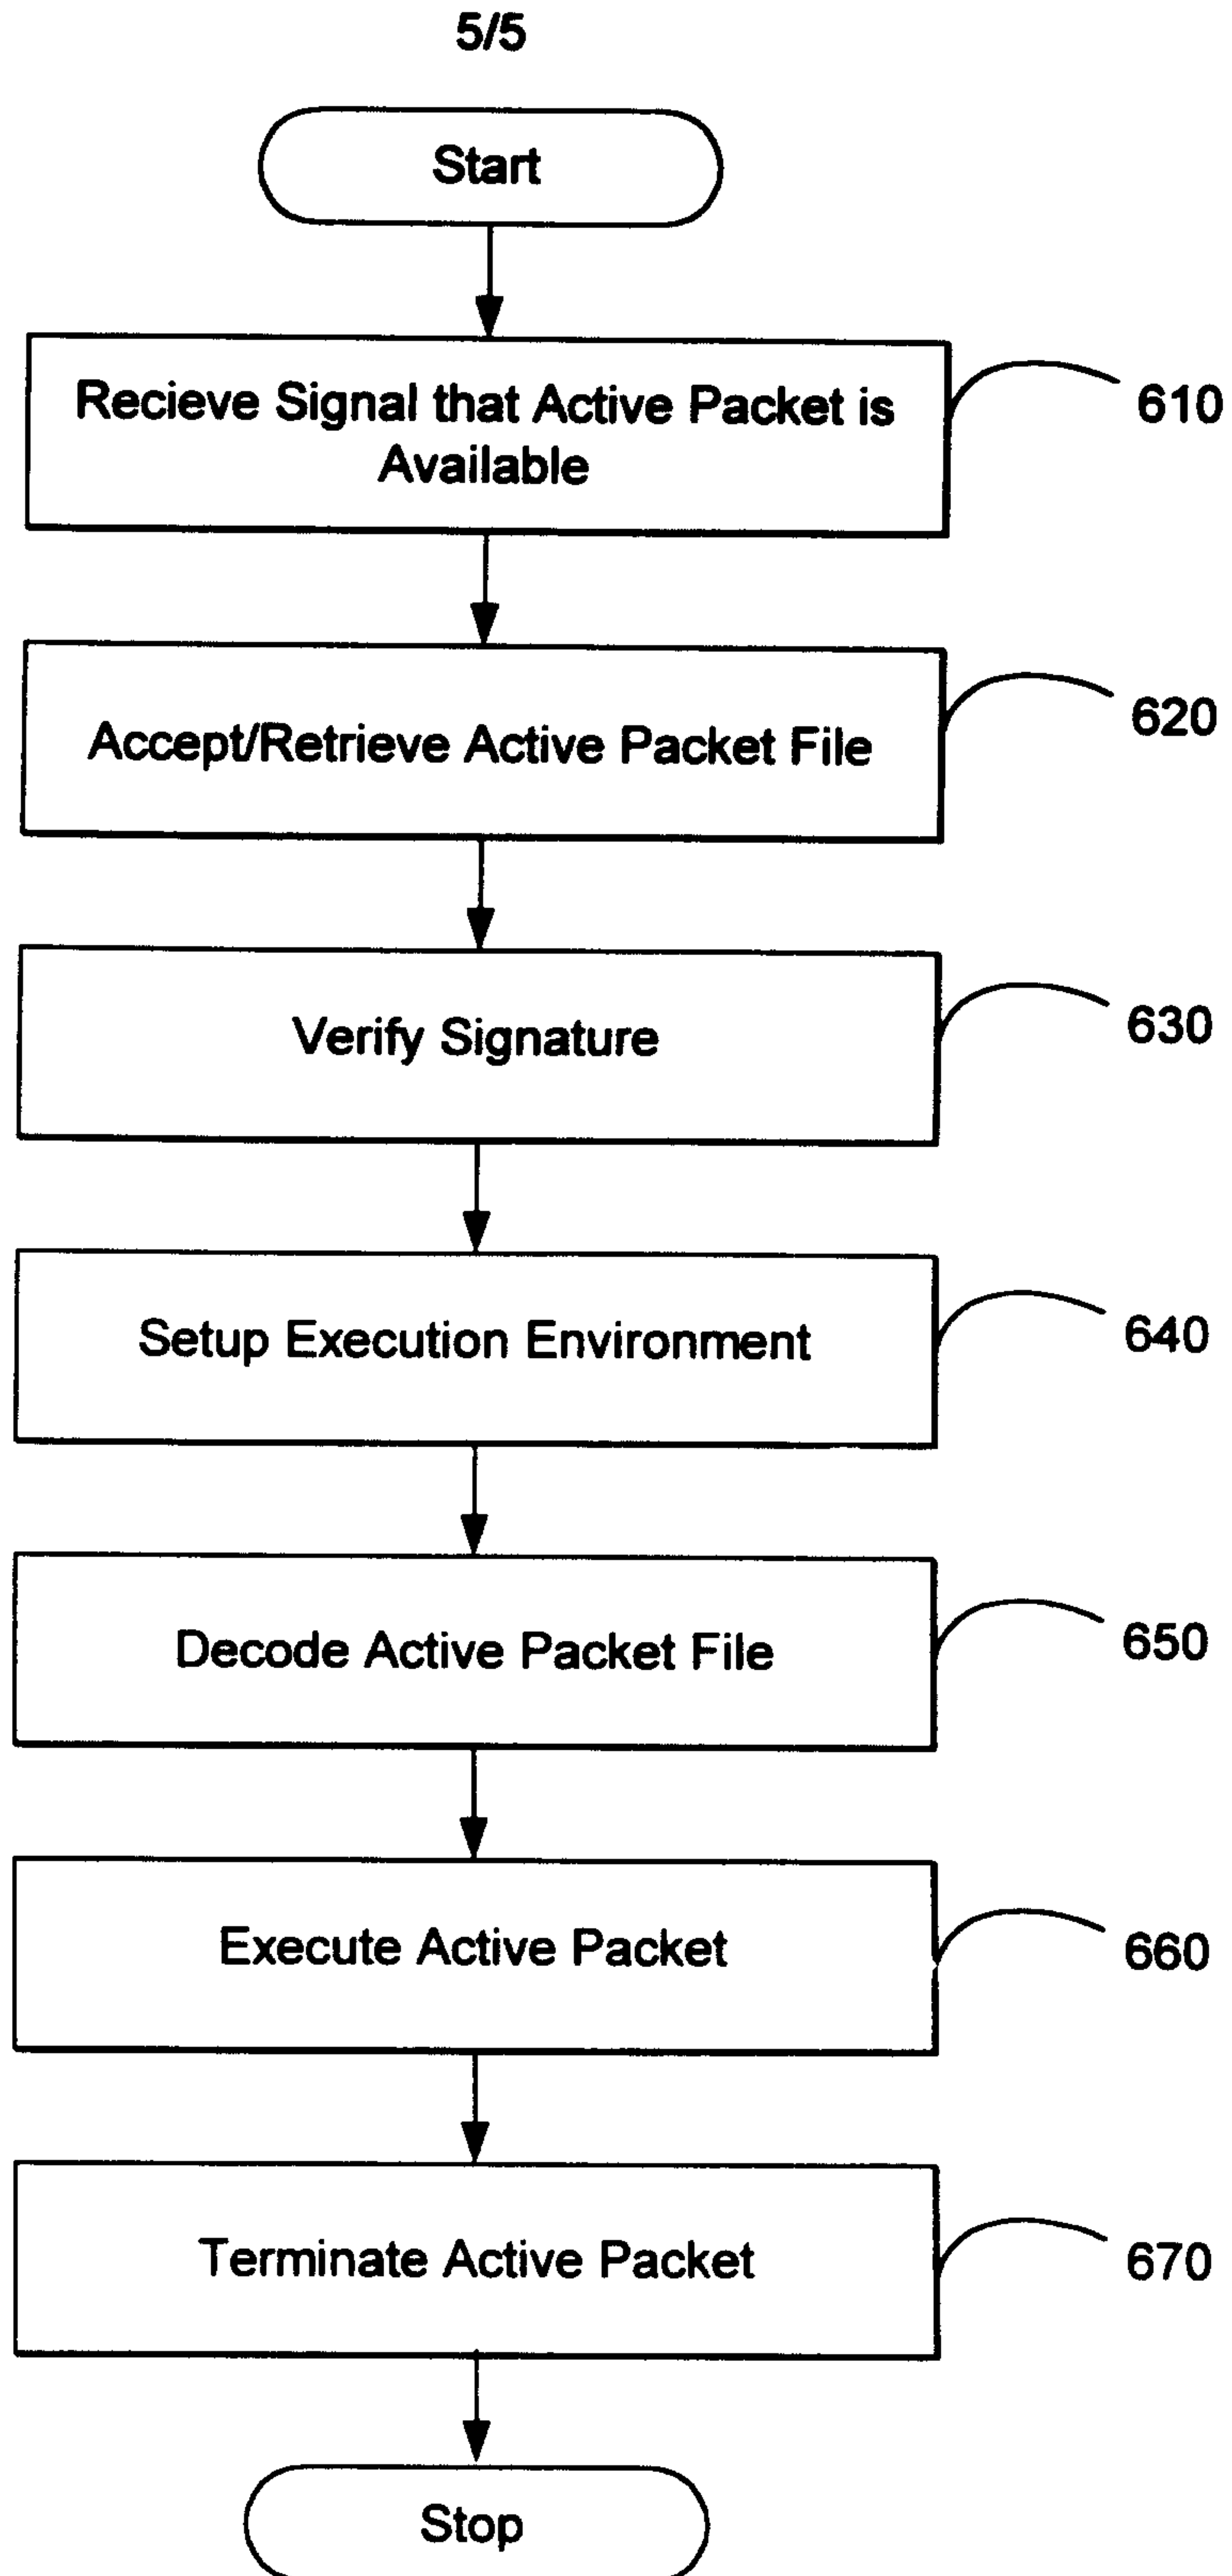 5/5
Start
Recieve Signal that Active Packet is
Available
610
Accept/Retrieve Active Packet File
620
Verify Signature
630
Setup Execution Environment
640
Decode Active Packet File
650
Execute Active Packet
660
Terminate Active Packet
670
Stop